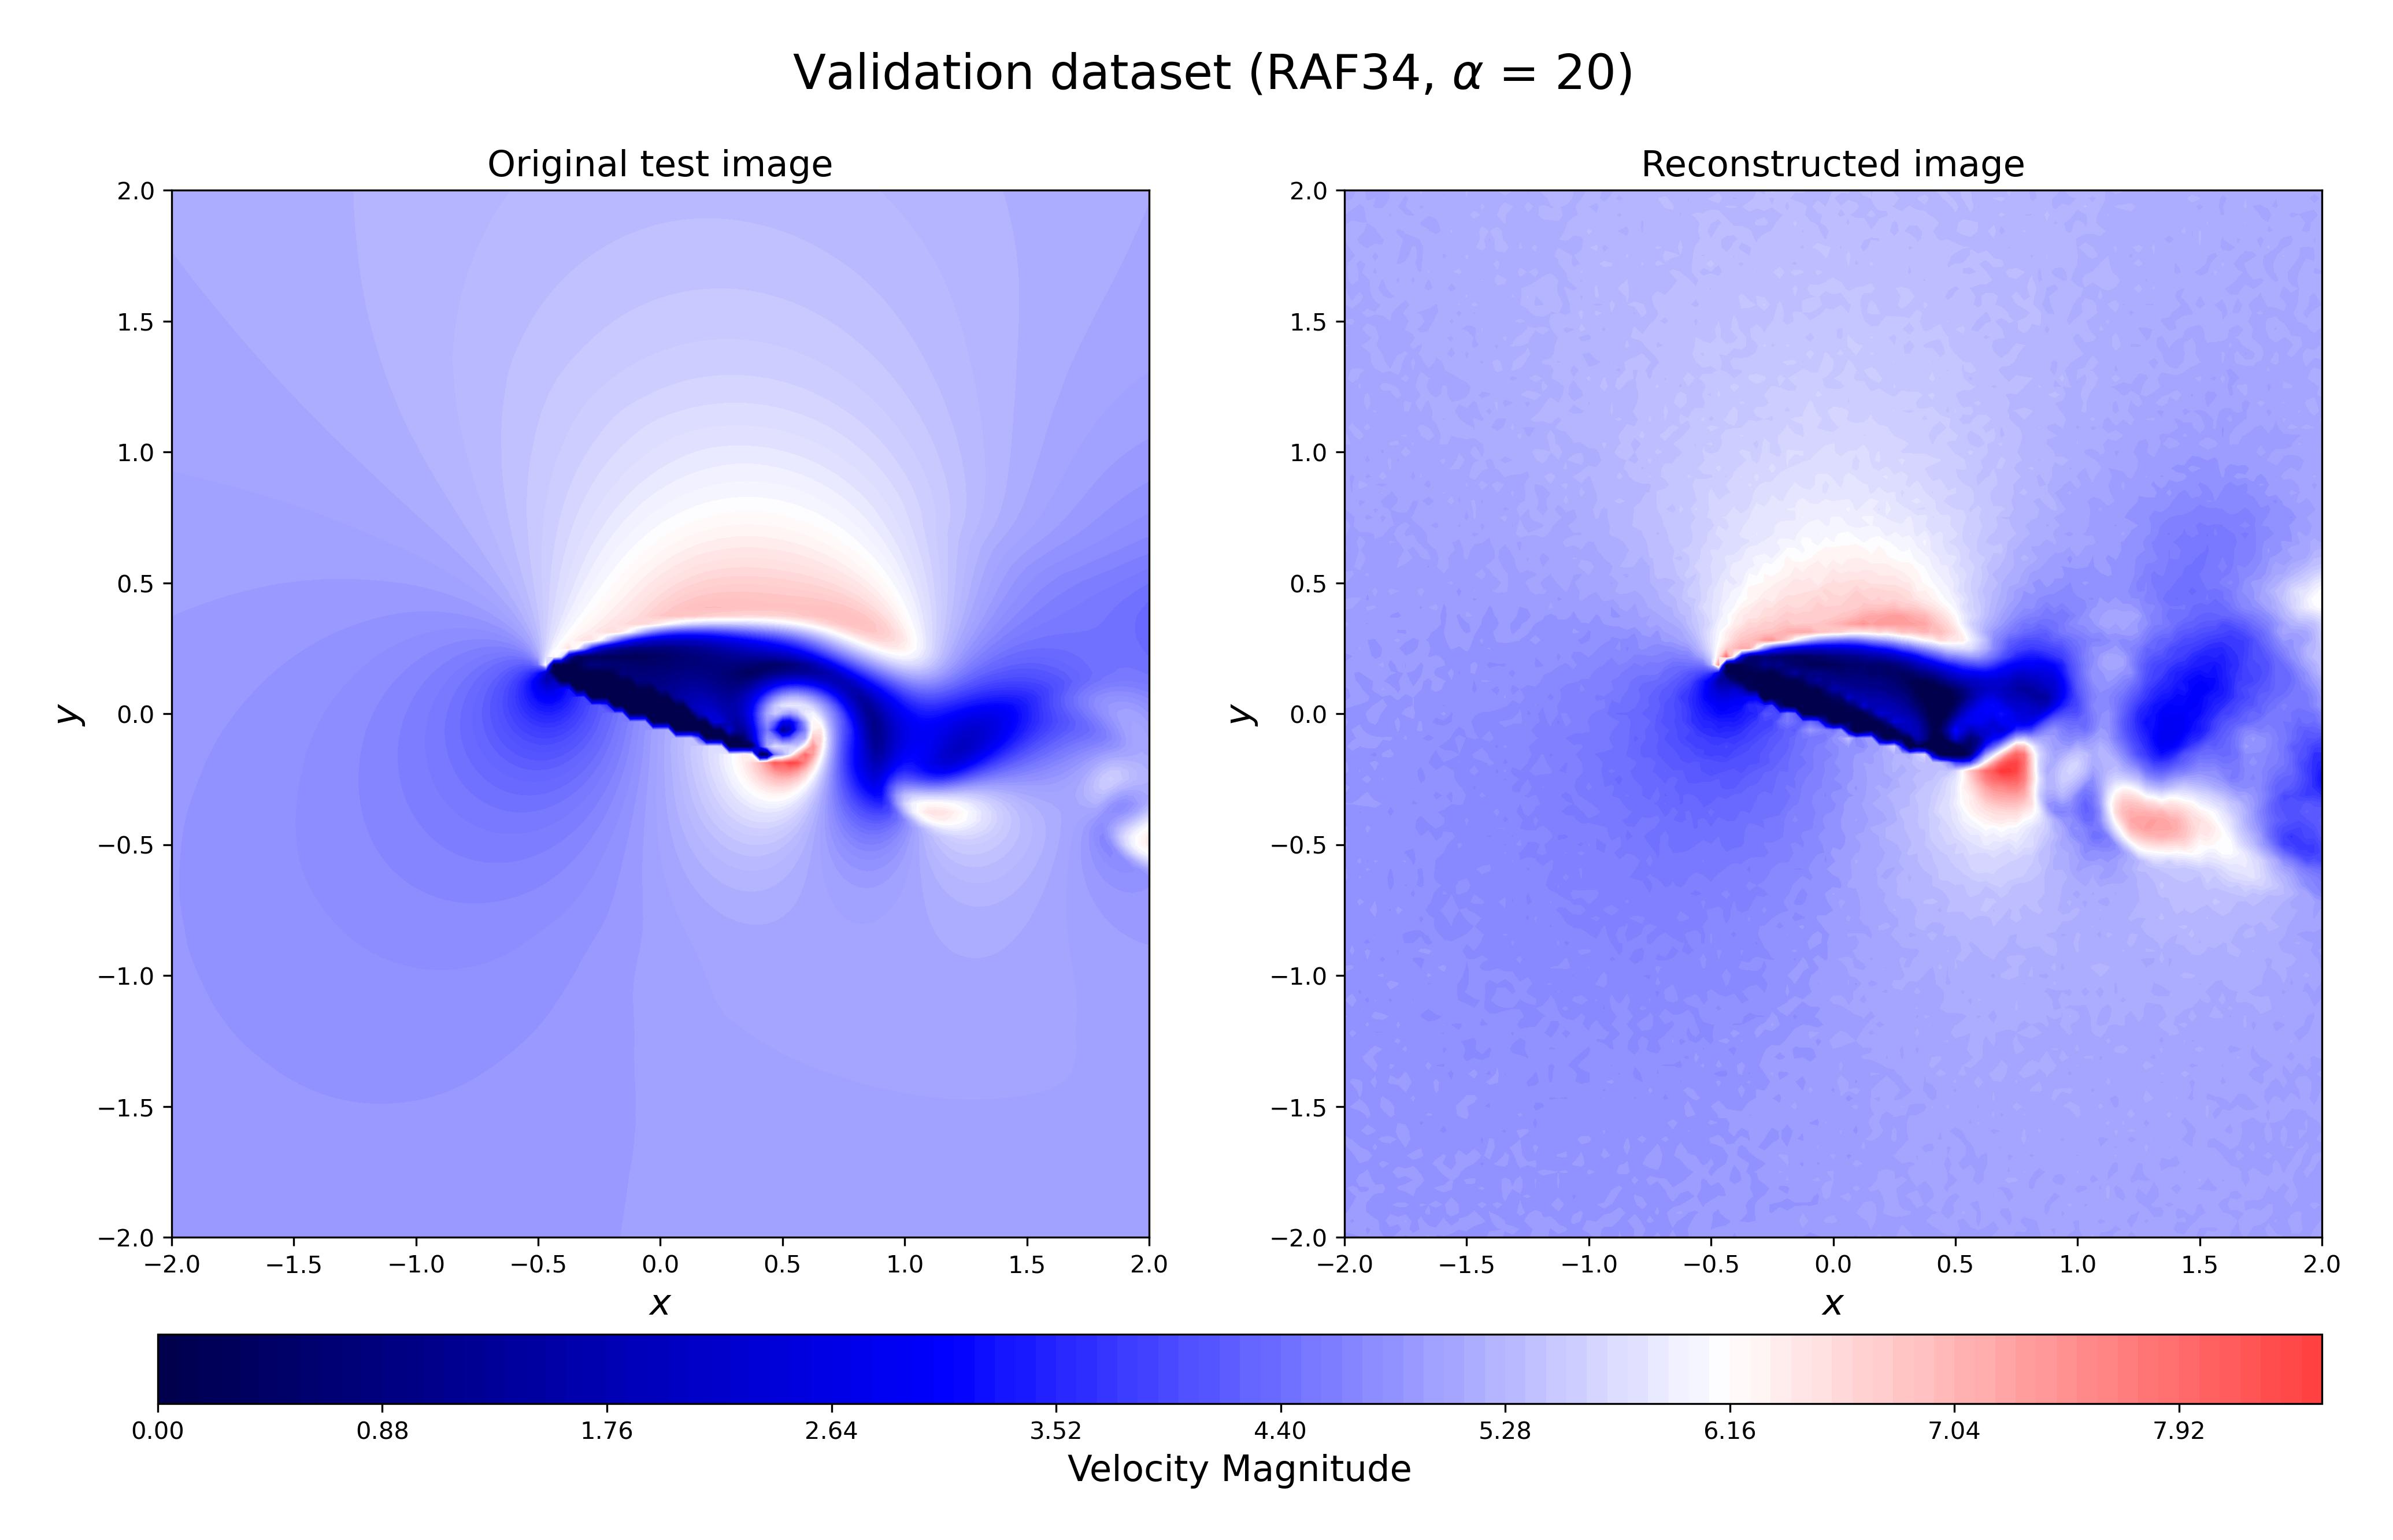 Validation dataset (RAF34, α = 20)
Original test image
Reconstructed image
2.0
1.5
1.0
0.5
0.0
−0.5
−1.0
−1.5
−2.0
y
−2.0 −1.5 −1.0 −0.5 0.0 0.5 1.0 1.5 2.0
x
2.0
1.5
1.0
0.5
0.0
−0.5
−1.0
−1.5
−2.0
y
−2.0 −1.5 −1.0 −0.5 0.0 0.5 1.0 1.5 2.0
x
0.00 0.88 1.76 2.64 3.52 4.40 5.28 6.16 7.04 7.92
Velocity Magnitude